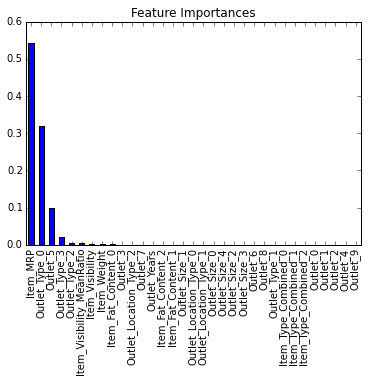 Feature Importances
0.6
0.5
0.4
0.3
0.2
0.1
0.0
Item_MRP
Outlet_Type_0
Outlet_5
Outlet_Type_3
Outlet_Type_2
Item_Visibility_MeanRatio
Item_Visibility
Item_Weight
Item_Fat_Content_0
Outlet_3
Outlet_Location_Type_2
Outlet_7
Outlet_Years
Item_Fat_Content_2
Item_Fat_Content_1
Outlet_Size_1
Outlet_Location_Type_0
Outlet_Location_Type_1
Outlet_Size_0
Outlet_Size_4
Outlet_Size_2
Outlet_Size_3
Outlet_6
Outlet_8
Outlet_Type_1
Item_Type_Combined_0
Item_Type_Combined_1
Item_Type_Combined_2
Outlet_0
Outlet_1
Outlet_2
Outlet_4
Outlet_9